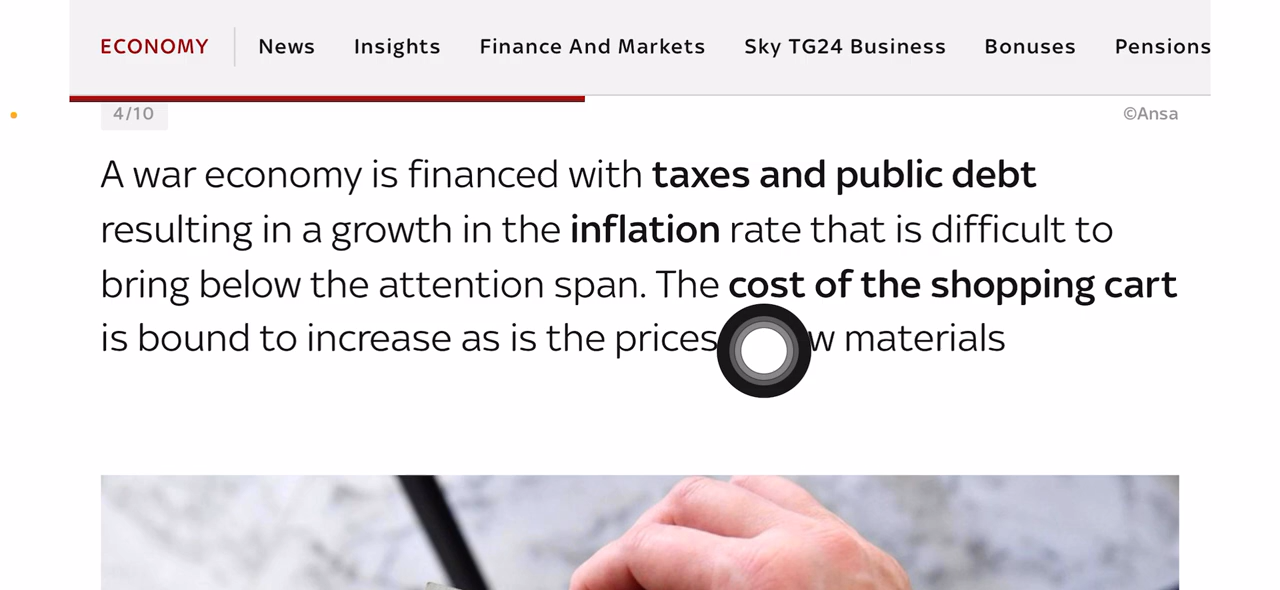 ECONOMY News Insights Finance And Markets Sky TG24 Business Bonuses Pensions
4/10 ©Ansa
A war economy is financed with taxes and public debt
resulting in a growth in the inflation rate that is difficult to
bring below the attention span. The cost of the shopping cart
is bound to increase as is the prices materials